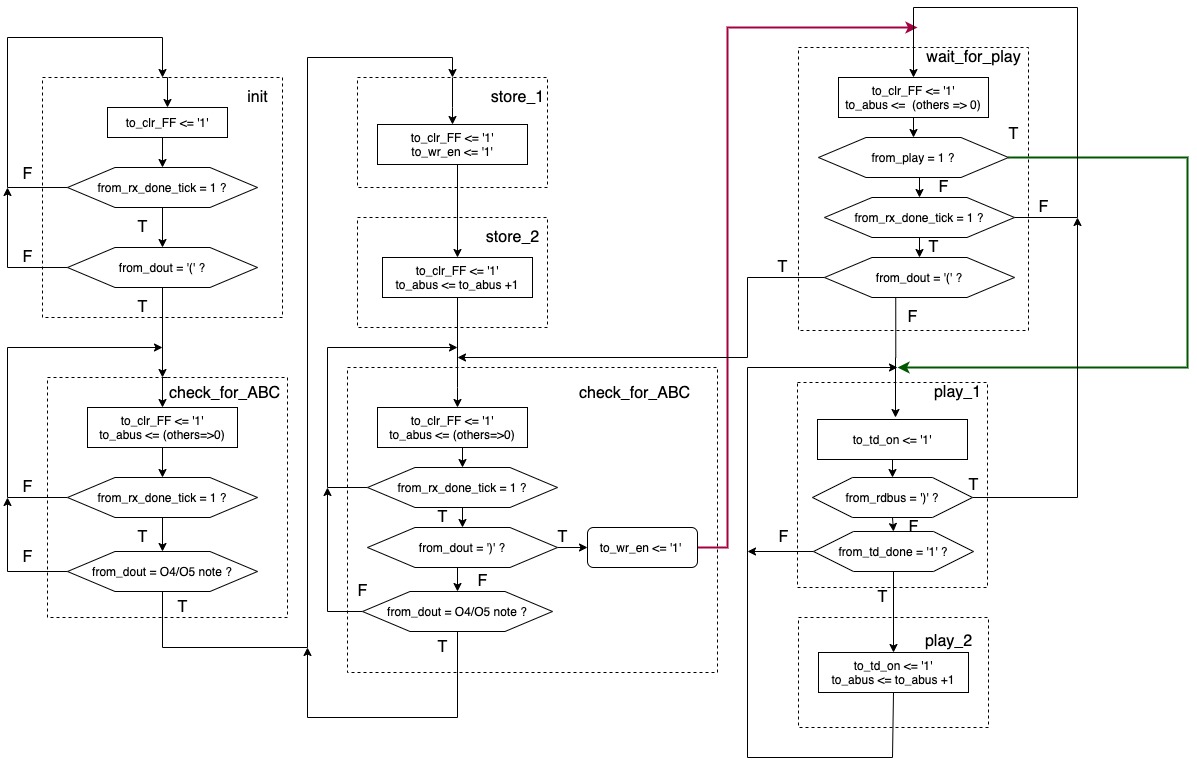 init
to_clr_FF <= '1'
from_rx_done_tick = 1 ?
F
T
from_dout = '(' ?
F
T
check_for_ABC
to_clr_FF <= '1'
to_abus <= (others=>0)
from_rx_done_tick = 1 ?
F
T
from_dout = O4/O5 note ?
F
T
store_1
to_clr_FF <= '1'
to_wr_en <= '1'
store_2
to_clr_FF <= '1'
to_abus <= to_abus +1
check_for_ABC
to_clr_FF <= '1'
to_abus <= (others=>0)
from_rx_done_tick = 1 ?
T
from_dout = ')' ?
T
to_wr_en <= '1'
F
F
from_dout = O4/O5 note ?
T
wait_for_play
to_clr_FF <= '1'
to_abus <= (others => 0)
T
from_play = 1 ?
F
from_rx_done_tick = 1 ?
F
T
from_dout = '(' ?
T
F
play_1
to_td_on <= '1'
from_rdbus = ')' ?
T
F
from_td_done = '1' ?
F
T
play_2
to_td_on <= '1'
to_abus <= to_abus +1